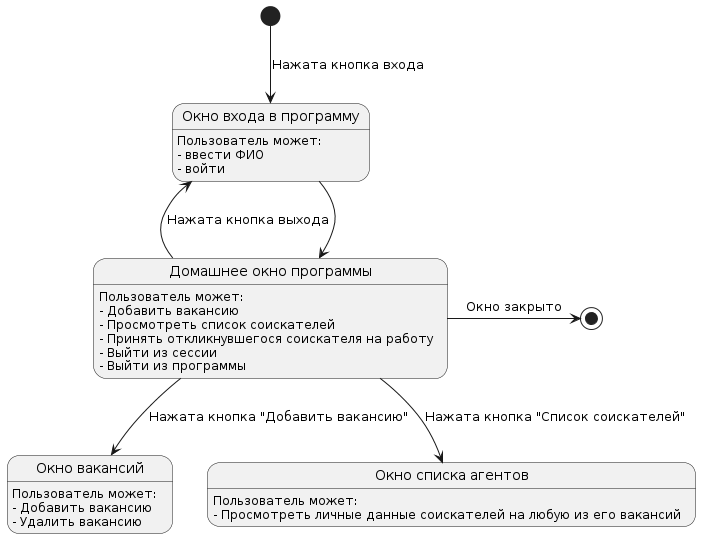 Нажата кнопка входа
Окно входа в программу
Пользователь может:
- ввести ФИО
- войти
Нажата кнопка выхода
Домашнее окно программы
Пользователь может:
- Добавить вакансию
- Просмотреть список соискателей
- Принять откликнувшегося соискателя на работу
- Выйти из сессии
- Выйти из программы
Окно закрыто
Нажата кнопка "Добавить вакансию"
Нажата кнопка "Список соискателей"
Окно вакансий
Пользователь может:
- Добавить вакансию
- Удалить вакансию
Окно списка агентов
Пользователь может:
- Просмотреть личные данные соискателей на любую из его вакансий